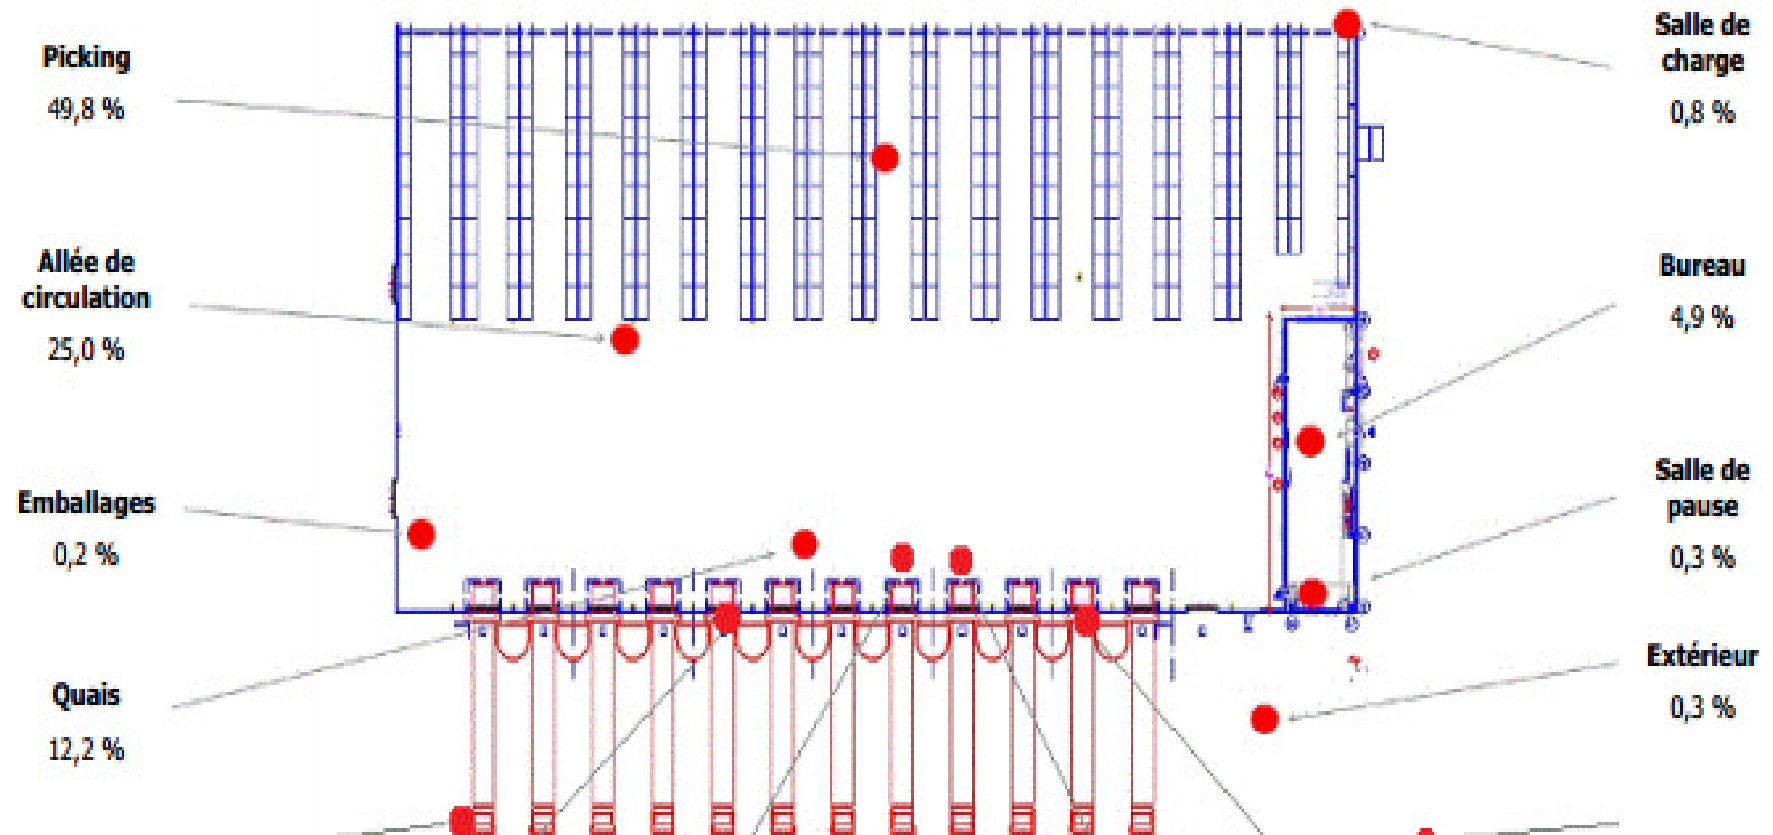 Picking
49,8 %
Allée de
circulation
25,0 %
Emballages
0,2 %
Quais
12,2 %
Salle de
charge
0,8 %
Bureau
4,9 %
Salle de
pause
0,3 %
Extérieur
0,3 %